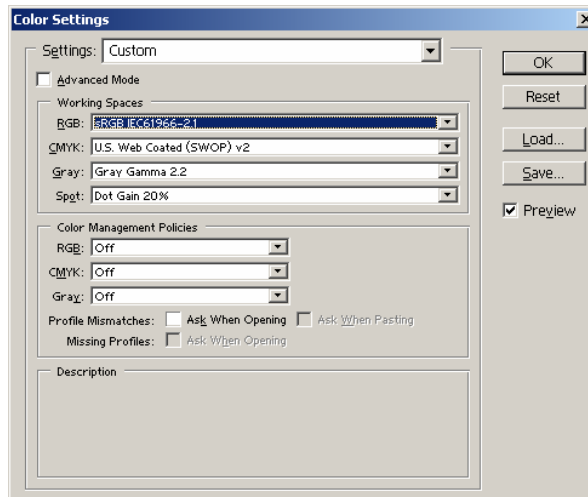 Color Settings
Settings: Custom
Advanced Mode
Working Spaces
RGB: sRGB IEC61966-2.1
CMYK: U.S. Web Coated (SWOP) v2
Gray: Gray Gamma 2.2
Spot: Dot Gain 20%
Color Management Policies
RGB: Off
CMYK: Off
Gray: Off
Profile Mismatches: Ask When Opening Ask When Pasting
Missing Profiles: Ask When Opening
Description
OK
Reset
Load...
Save...
Preview